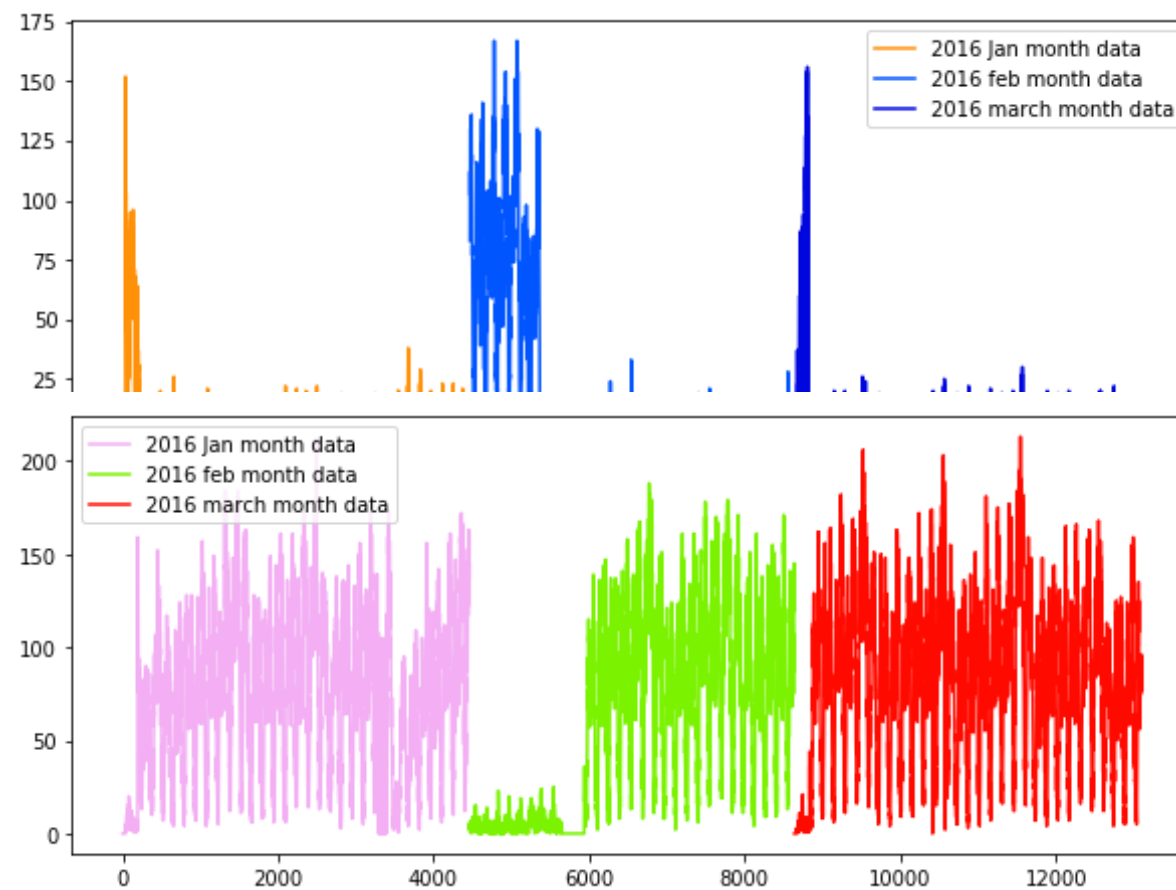 175
150
125
100
75
50
25
2016 Jan month data
2016 feb month data
2016 march month data
200
150
100
50
0
2016 Jan month data
2016 feb month data
2016 march month data
0 2000 4000 6000 8000 10000 12000